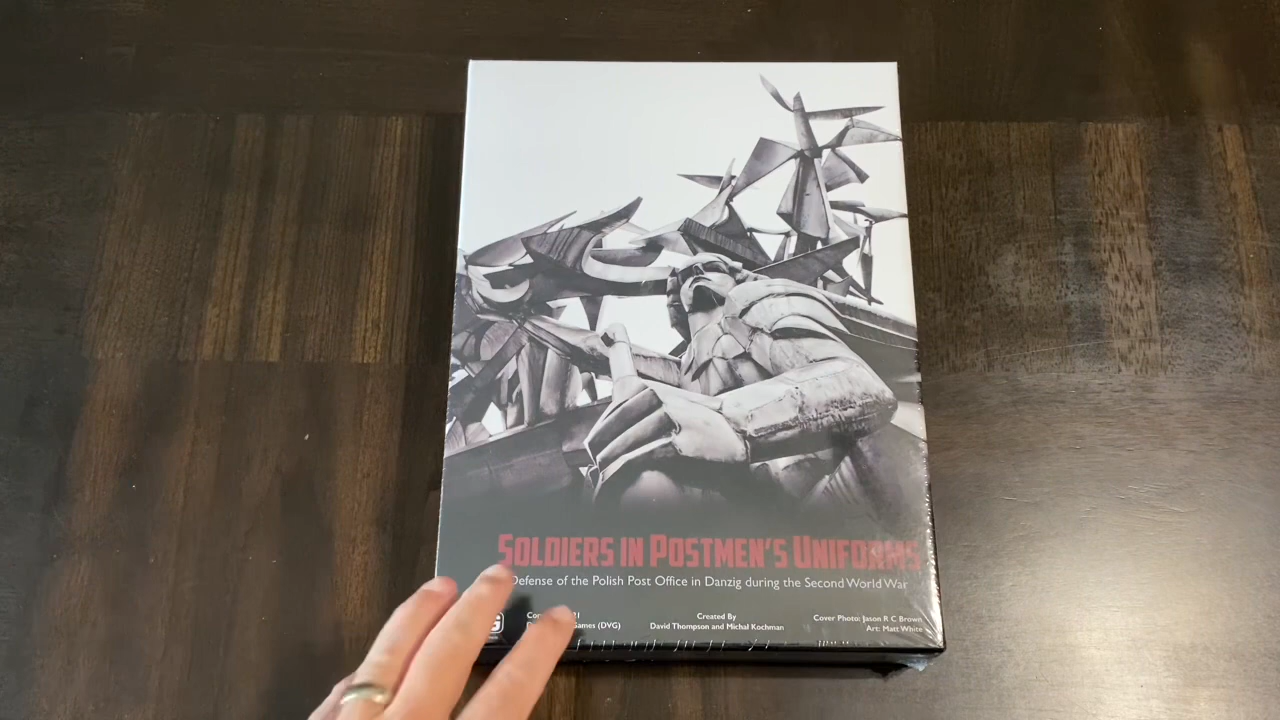 SOLDIERS IN POSTMEN'S UNIFORMS
Defense of the Polish Post Office in Danzig during the Second World War
Games (DVG)
Created By
David Thompson and Michal Kochman
Cover Photo: Jason R C Brown
Art: Matt White